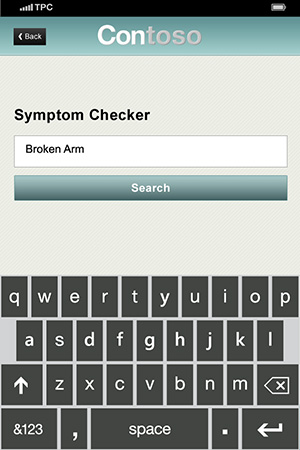 TPC
Back
Contoso
Symptom Checker
Broken Arm
Search
q w e r t y u i o p
a s d f g h j k l
z x c v b n m
&123 , space .